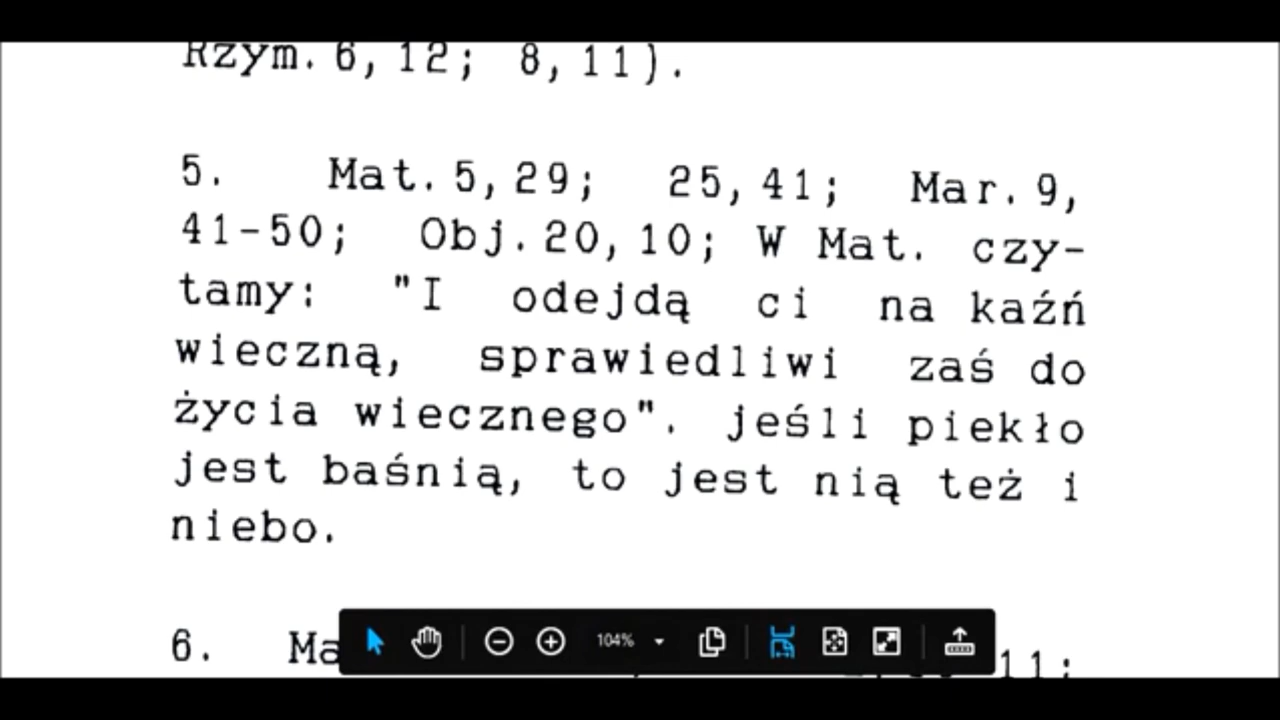 Rzym. 6,12; 8,11).
5. Mat. 5,29; 25,41; Mar. 9,
41-50; Obj. 20,10; W Mat. czy-
tamy: "I odejdą ci na kaźń
wieczną, sprawiedliwi zaś do
życia wiecznego". jeśli piekło
jest baśnią, to jest nią też i
niebo.
6. Ma 11;
104%